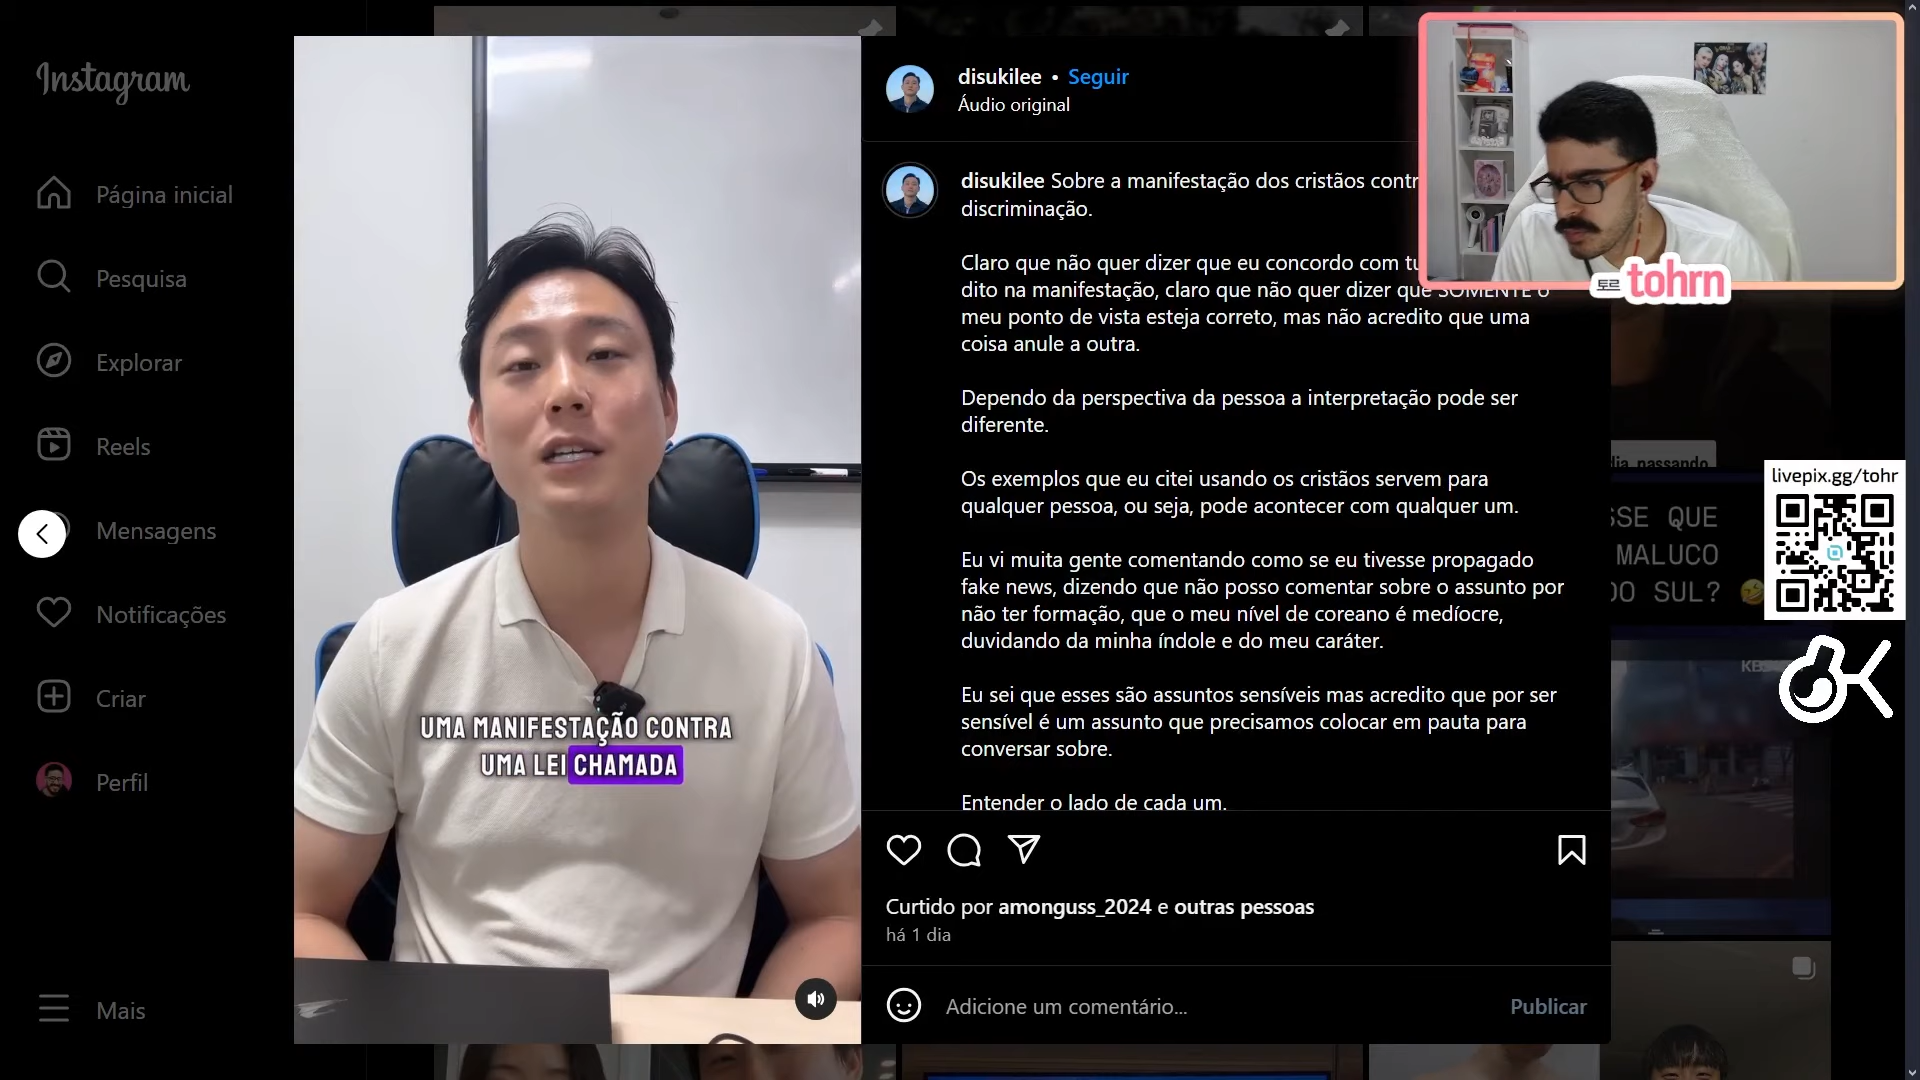 Instagram
Página inicial
Pesquisa
Explorar
Reels
Mensagens
Notificações
Criar
Perfil
Mais
UMA MANIFESTAÇÃO CONTRA
UMA LEI CHAMADA
disukilee • Seguir
Áudio original
disukilee Sobre a manifestação dos cristãos contr
discriminação.
Claro que não quer dizer que eu concordo com tu
dito na manifestação, claro que não quer dizer que SOMENTE o
meu ponto de vista esteja correto, mas não acredito que uma
coisa anule a outra.
Dependo da perspectiva da pessoa a interpretação pode ser
diferente.
Os exemplos que eu citei usando os cristãos servem para
qualquer pessoa, ou seja, pode acontecer com qualquer um.
Eu vi muita gente comentando como se eu tivesse propagado
fake news, dizendo que não posso comentar sobre o assunto por
não ter formação, que o meu nível de coreano é medíocre,
duvidando da minha índole e do meu caráter.
Eu sei que esses são assuntos sensíveis mas acredito que por ser
sensível é um assunto que precisamos colocar em pauta para
conversar sobre.
Entender o lado de cada um.
Curtido por amonguss_2024 e outras pessoas
há 1 dia
Adicione um comentário...
Publicar
토르 tohrn
dia passando
livepix.gg/tohr
SSE QUE
MALUCO
DO SUL?
KBS